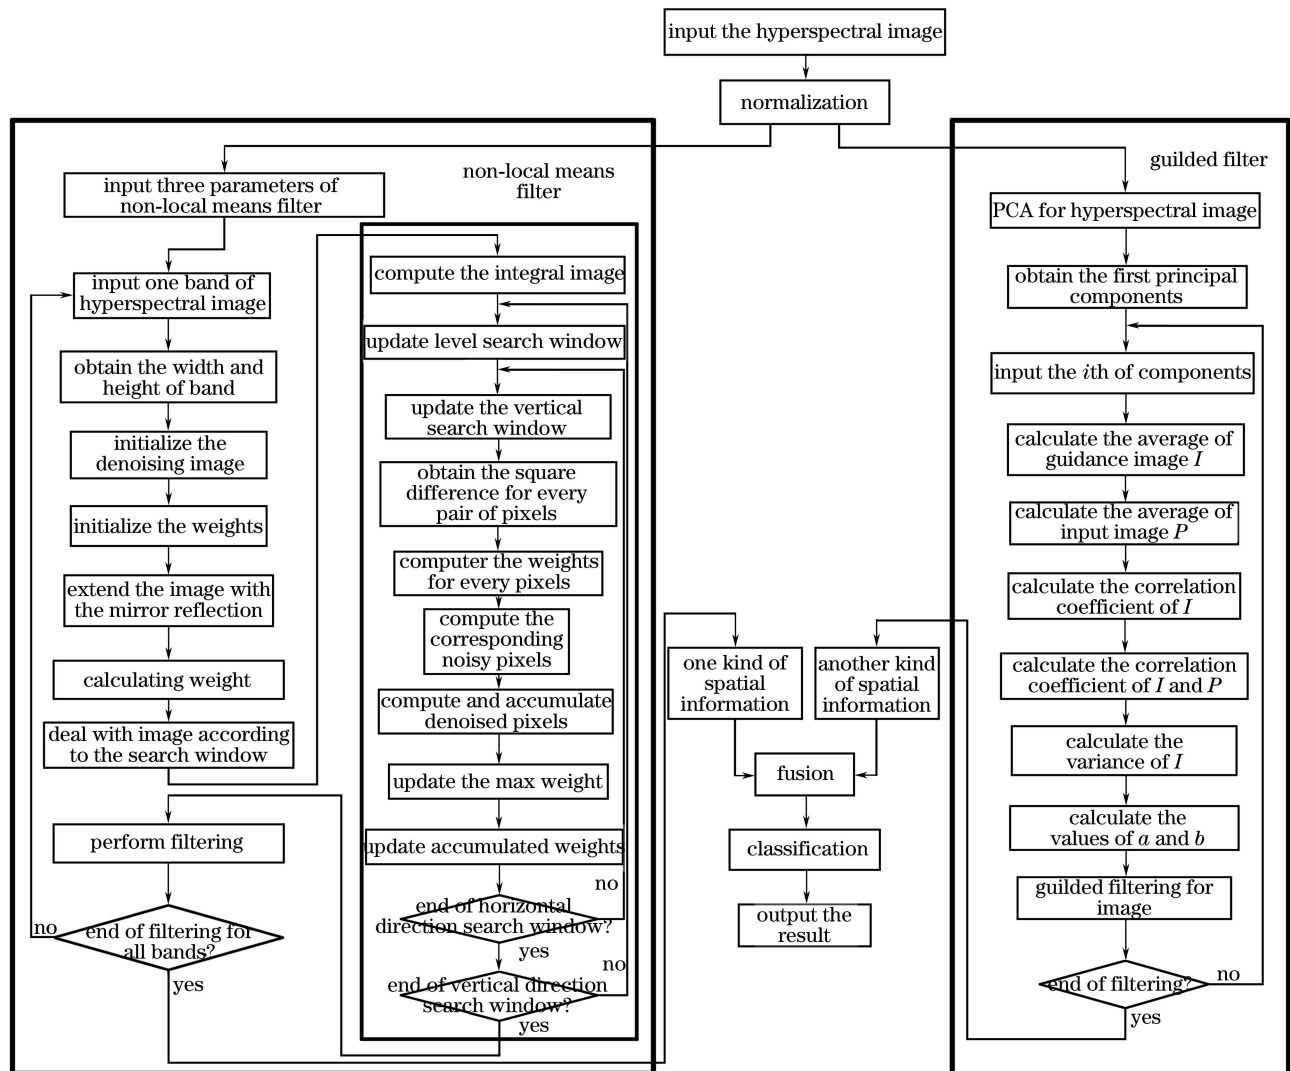 input the hyperspectral image
normalization
non-local means
filter
input three parameters of
non-local means filter
input one band of
hyperspectral image
obtain the width and
height of band
initialize the
denoising image
initialize the weights
extend the image with
the mirror reflection
calculating weight
deal with image according
to the search window
perform filtering
end of filtering for
all bands?
no
yes
compute the integral image
update level search window
update the vertical
search window
obtain the square
difference for every
pair of pixels
computer the weights
for every pixels
compute the
corresponding
noisy pixels
compute and accumulate
denoised pixels
update the max weight
update accumulated weights
no
end of horizontal
direction search window?
yes
no
end of vertical direction
search window?
yes
one kind of
spatial
information
another kind
of spatial
information
fusion
classification
output the
result
guilded filter
PCA for hyperspectral image
obtain the first principal
components
input the ith of components
calculate the average of
guidance image I
calculate the average of
input image P
calculate the correlation
coefficient of I
calculate the correlation
coefficient of I and P
calculate the
variance of I
calculate the
values of a and b
guilded filtering for
image
end of filtering?
no
yes